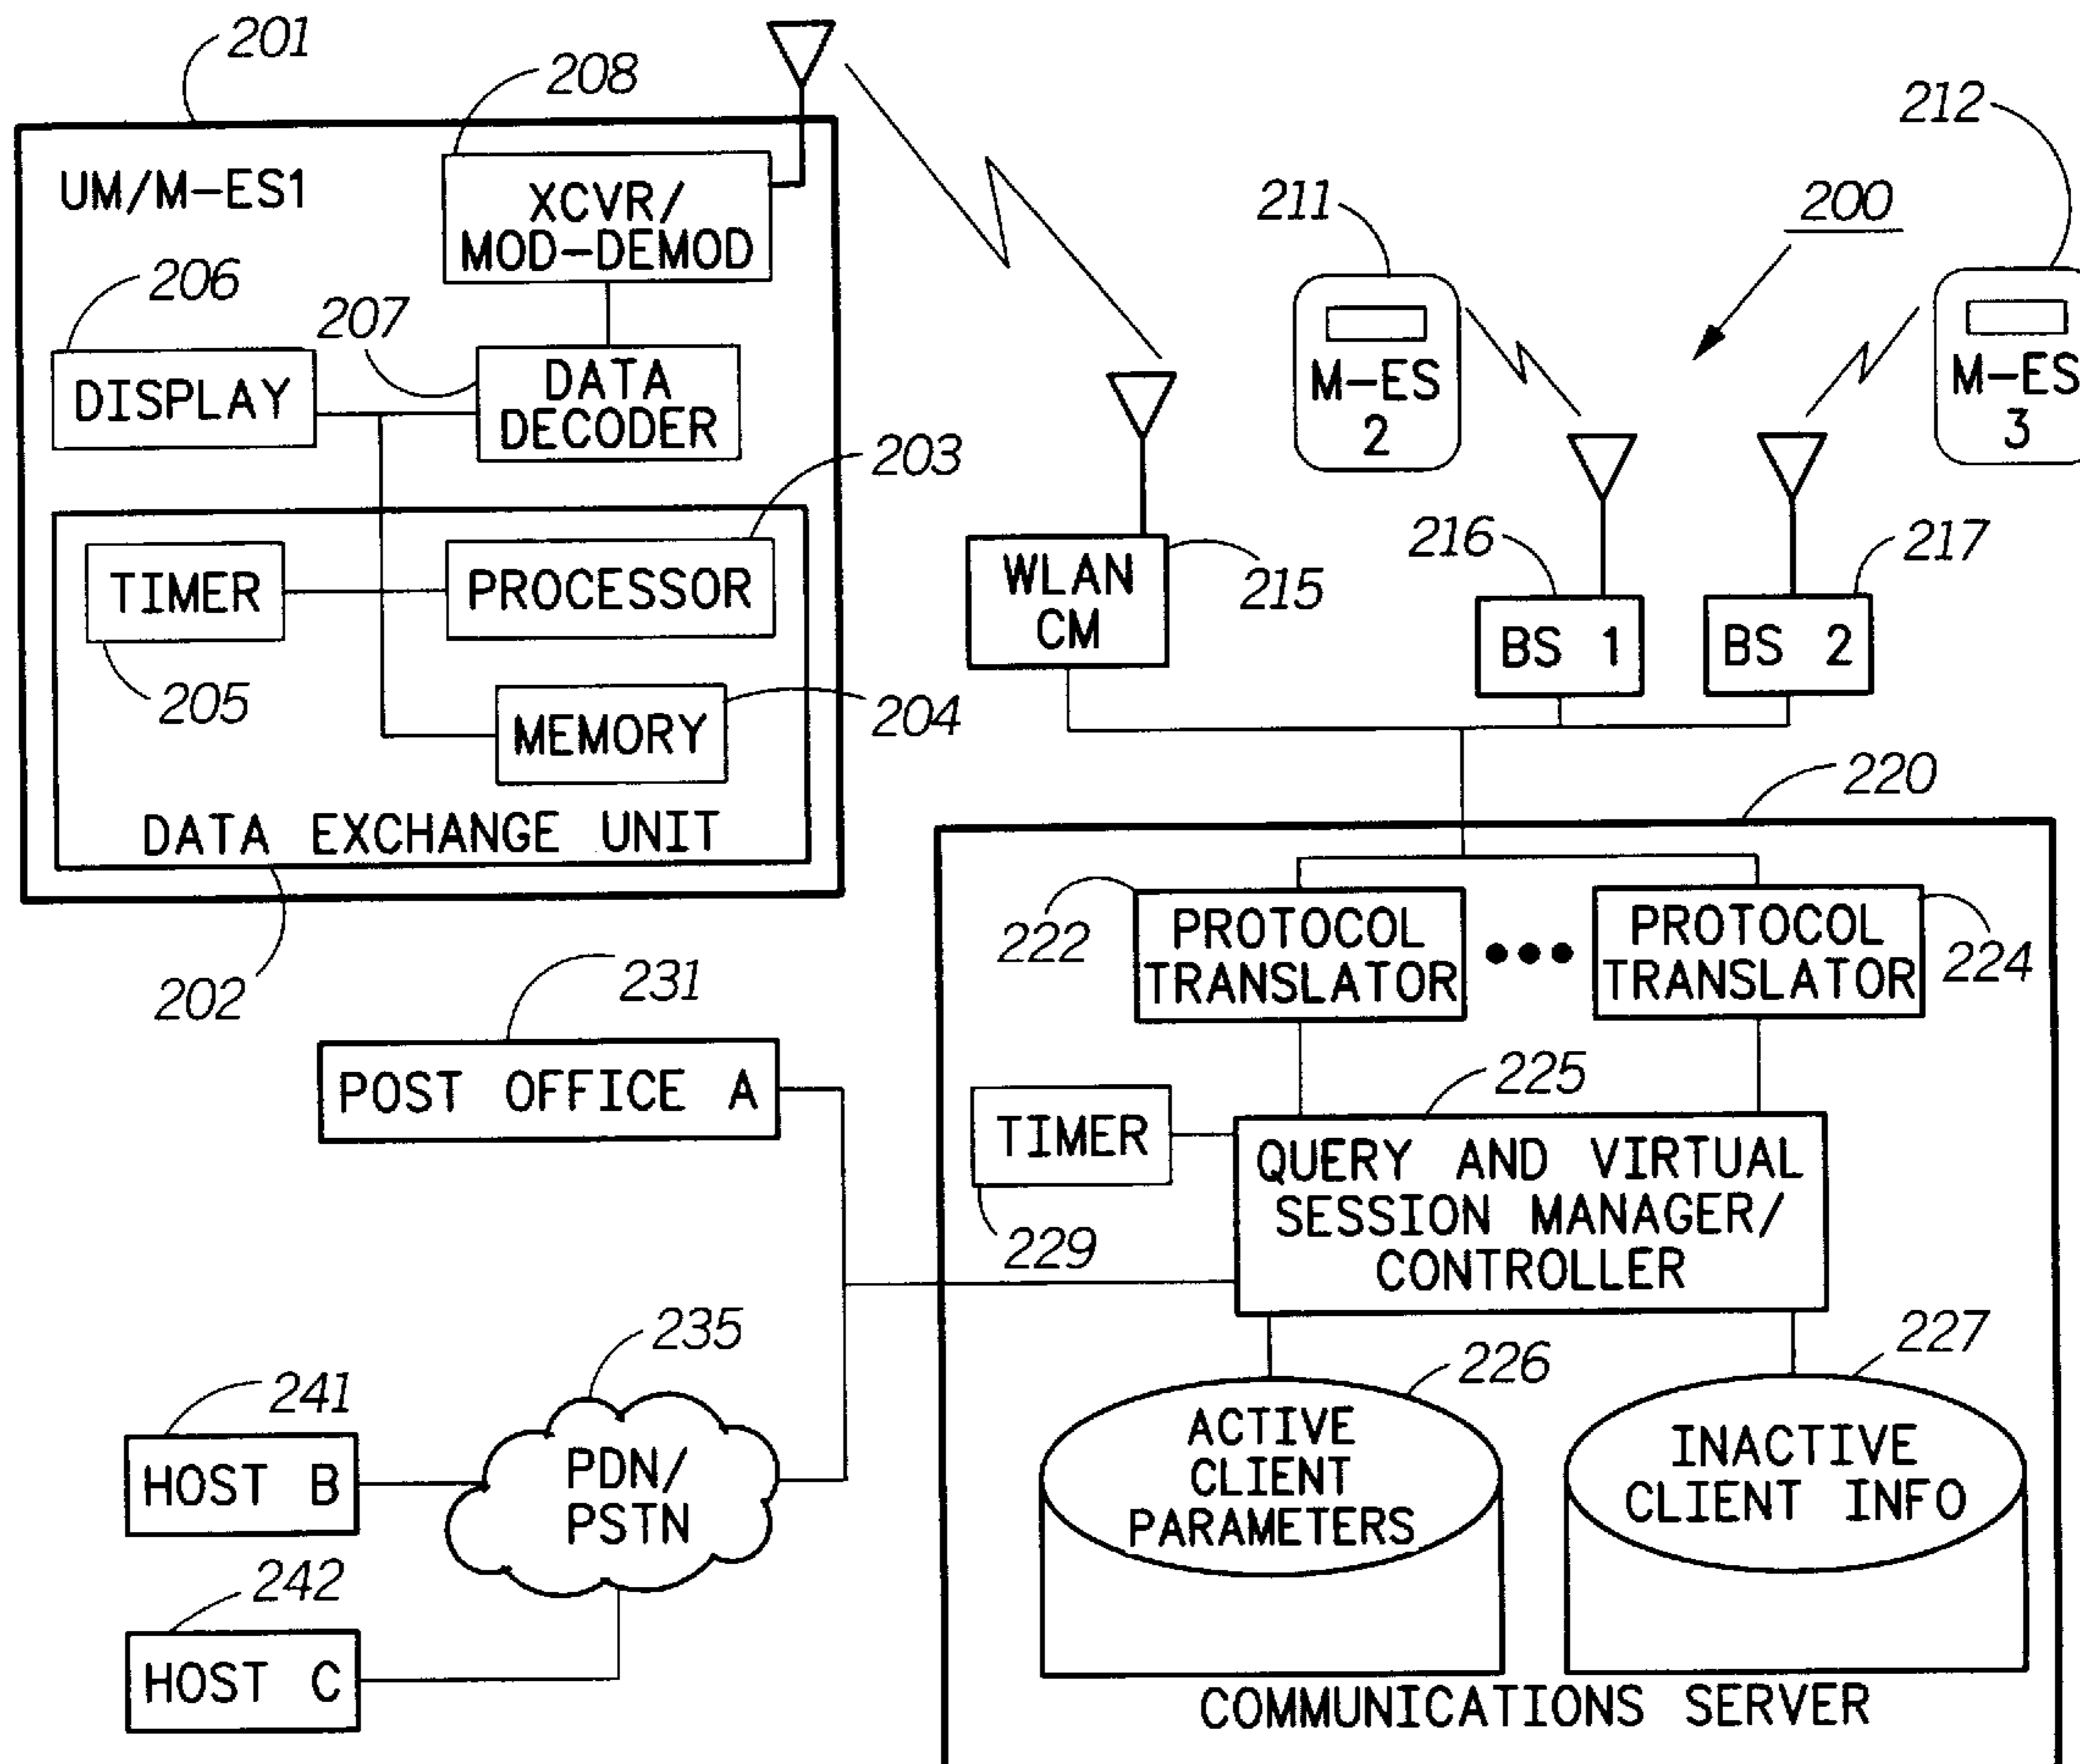 201
208
212
UM/M-ES1
XCVR/
MOD-DEMOD
211
200
206
207
DISPLAY
DATA
DECODER
M-ES
2
M-ES
3
203
TIMER
PROCESSOR
WLAN
CM
215
216
217
BS 1
BS 2
205
MEMORY
204
DATA EXCHANGE UNIT
220
202
222
PROTOCOL
TRANSLATOR
PROTOCOL
TRANSLATOR
224
231
POST OFFICE A
225
TIMER
229
QUERY AND VIRTUAL
SESSION MANAGER/
CONTROLLER
235
226
227
241
HOST B
PDN/
PSTN
ACTIVE
CLIENT
PARAMETERS
INACTIVE
CLIENT INFO
242
HOST C
COMMUNICATIONS SERVER